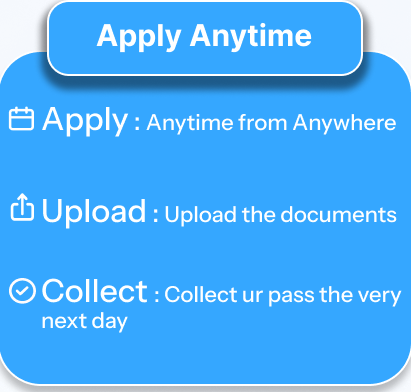 Apply Anytime
Apply : Anytime from Anywhere
Upload : Upload the documents
Collect : Collect ur pass the very
next day